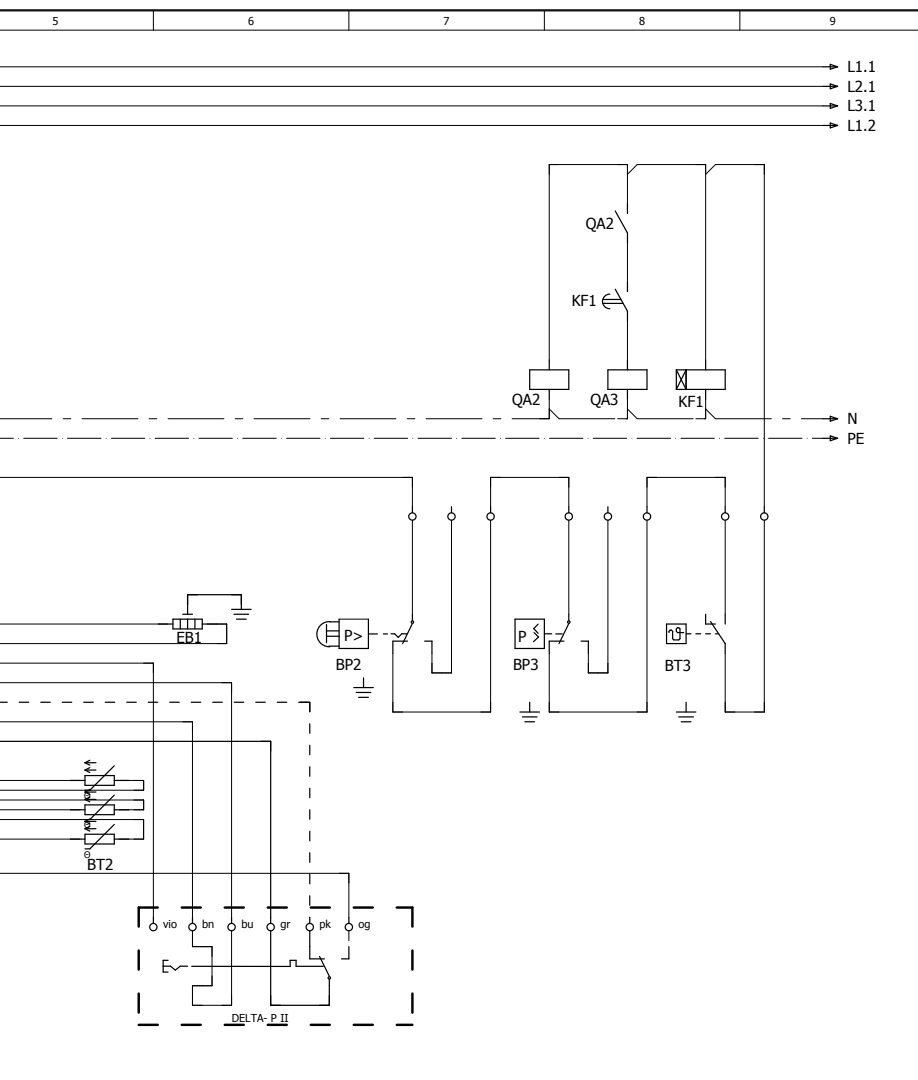 5 6 7 8 9
L1.1
L2.1
L3.1
L1.2
QA2
KF1
QA2 QA3 KF1
N
PE
EB1
P> P
BP2 BP3 BT3
θ
BT2
vio bn bu gr pk og
DELTA- P II